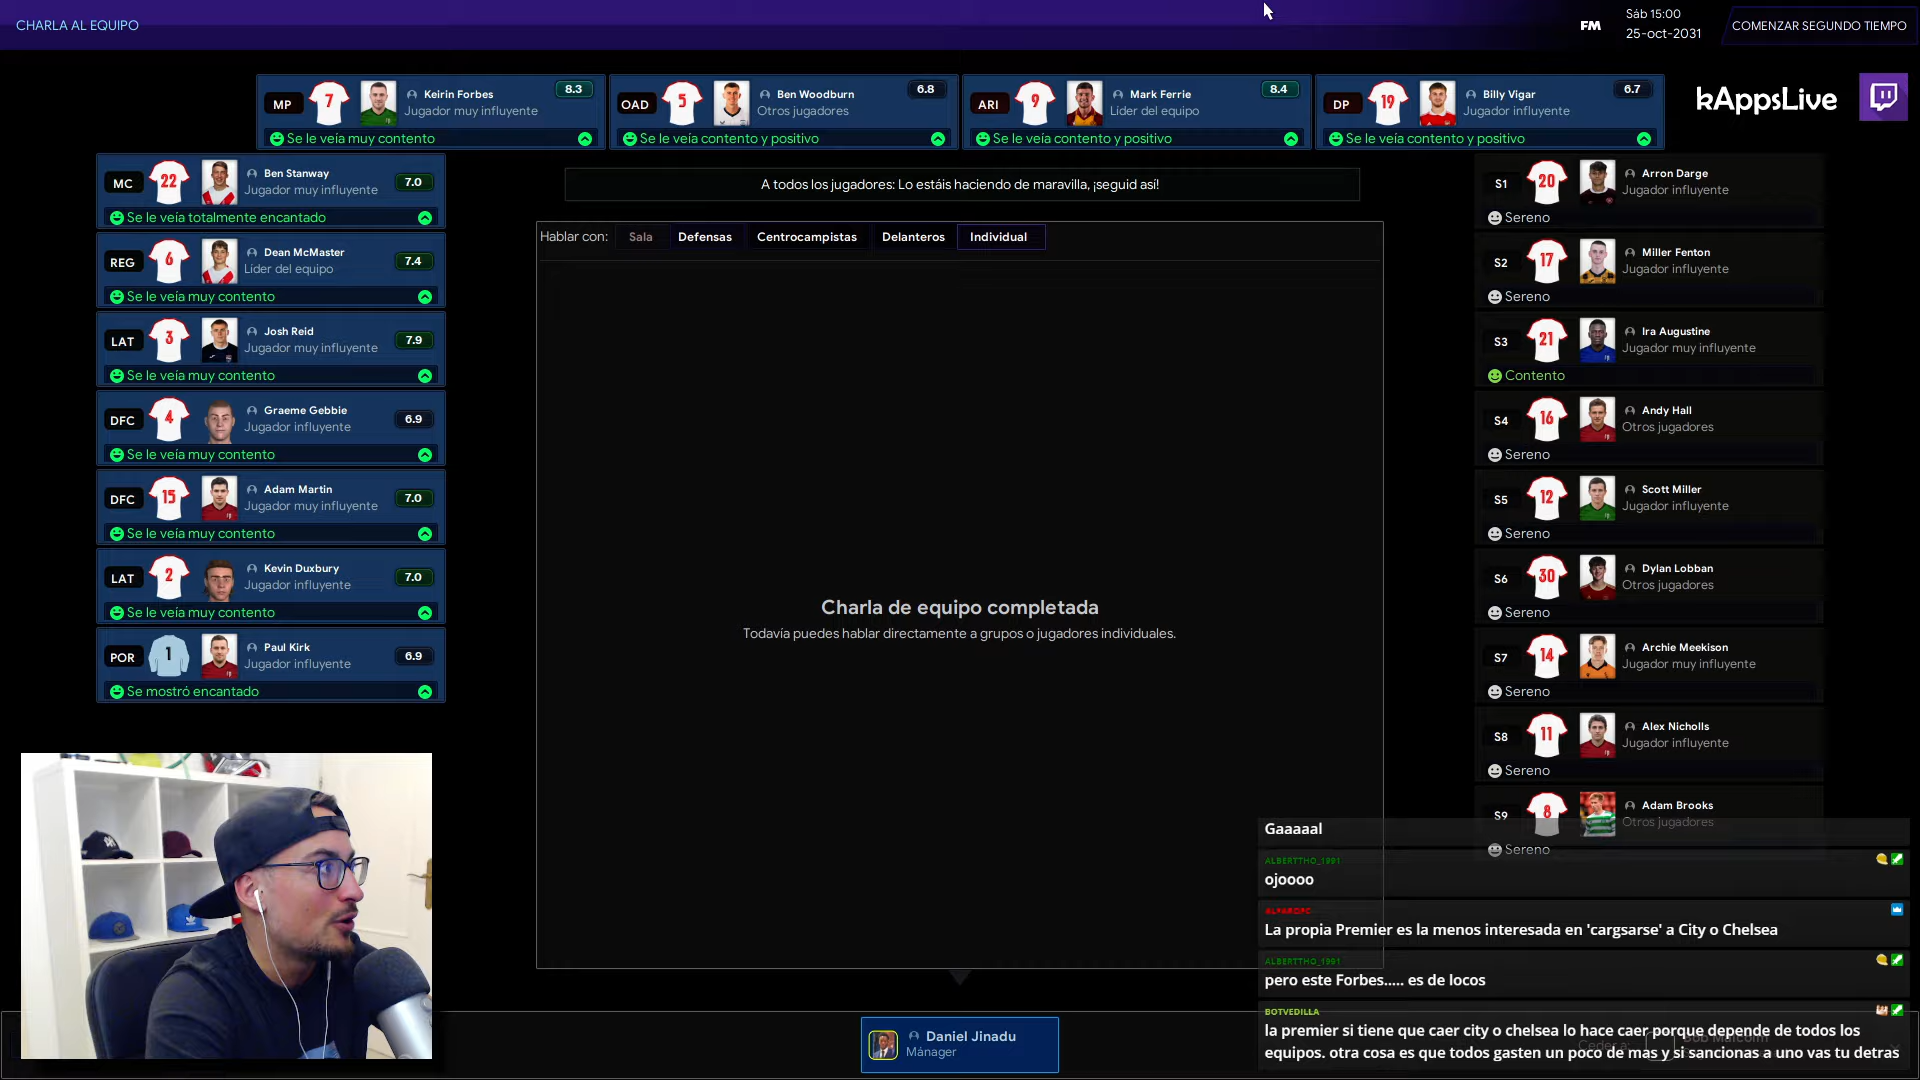 CHARLA AL EQUIPO
FM
Sáb 15:00
25-oct-2031
COMENZAR SEGUNDO TIEMPO
MP
7
Keirin Forbes
Jugador muy influyente
8.3
Se le veía muy contento
OAD
5
Ben Woodburn
Otros jugadores
6.8
Se le veía contento y positivo
ARI
9
Mark Ferrie
Líder del equipo
8.4
Se le veía contento y positivo
DP
19
Billy Vigar
Jugador influyente
6.7
Se le veía contento y positivo
kAppsLive
MC
22
Ben Stanway
Jugador muy influyente
7.0
Se le veía totalmente encantado
REG
6
Dean McMaster
Líder del equipo
7.4
Se le veía muy contento
LAT
3
Josh Reid
Jugador muy influyente
7.9
Se le veía muy contento
DFC
4
Graeme Gebbie
Jugador influyente
6.9
Se le veía muy contento
DFC
15
Adam Martin
Jugador muy influyente
7.0
Se le veía muy contento
LAT
2
Kevin Duxbury
Jugador influyente
7.0
Se le veía muy contento
POR
1
Paul Kirk
Jugador influyente
6.9
Se mostró encantado
A todos los jugadores: Lo estáis haciendo de maravilla, ¡seguid así!
Hablar con: Sala Defensas Centrocampistas Delanteros Individual
Charla de equipo completada
Todavía puedes hablar directamente a grupos o jugadores individuales.
S1
20
Arron Darge
Jugador influyente
Sereno
S2
17
Miller Fenton
Jugador influyente
Sereno
S3
21
Ira Augustine
Jugador muy influyente
Contento
S4
16
Andy Hall
Otros jugadores
Sereno
S5
12
Scott Miller
Jugador influyente
Sereno
S6
30
Dylan Lobban
Otros jugadores
Sereno
S7
14
Archie Meekison
Jugador muy influyente
Sereno
S8
11
Alex Nicholls
Jugador influyente
Sereno
S9
8
Adam Brooks
Otros jugadores
Sereno
Gaaaaal
ALBERTTHO_1991
ojoooo
La propia Premier es la menos interesada en 'cargsarse' a City o Chelsea
ALBERTTHO_1991
pero este Forbes..... es de locos
BOTVEDILLA
la premier si tiene que caer city o chelsea lo hace caer porque depende de todos los
equipos. otra cosa es que todos gasten un poco de mas y si sancionas a uno vas tu detras
Daniel Jinadu
Mánager